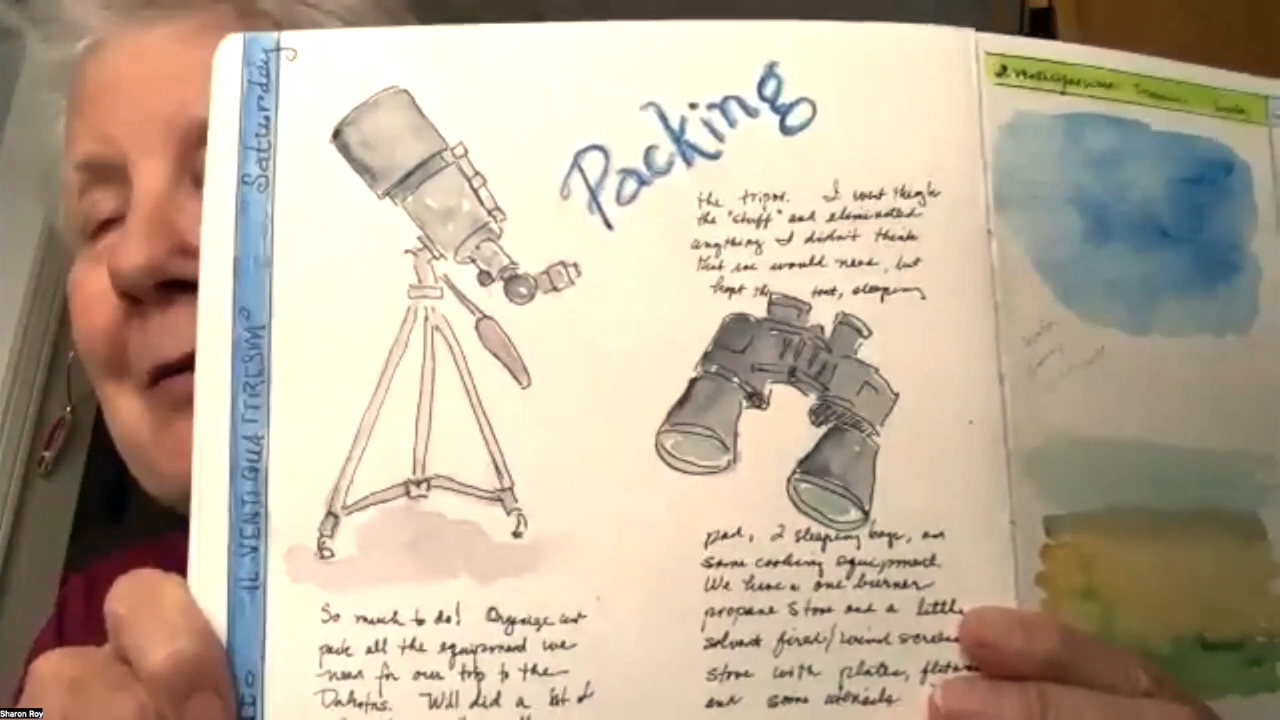 Saturday
IL VENTIQUATTRESIMO
Packing
the tripod. I went through
the "stuff" and eliminated
anything I didn't think
that we would need, but
kept the tent, sleeping
pad, 2 sleeping bags, an
some cooking equipment.
We have a one burner
propane stove and a little
solvent fired/wind screen
stove with plates,
and some utensils.
So much to do! Organize and
pack all the equipment we
need for our trip to the
Dakotas. Will did a lot of
Sharon Roy